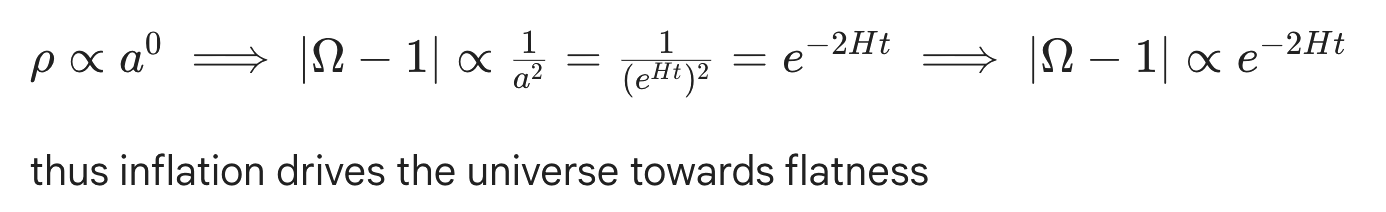 ρ ∝ a⁰ ⟹ |Ω − 1| ∝ 1/a² = 1/(e^{Ht})² = e^{−2Ht} ⟹ |Ω − 1| ∝ e^{−2Ht}
thus inflation drives the universe towards flatness